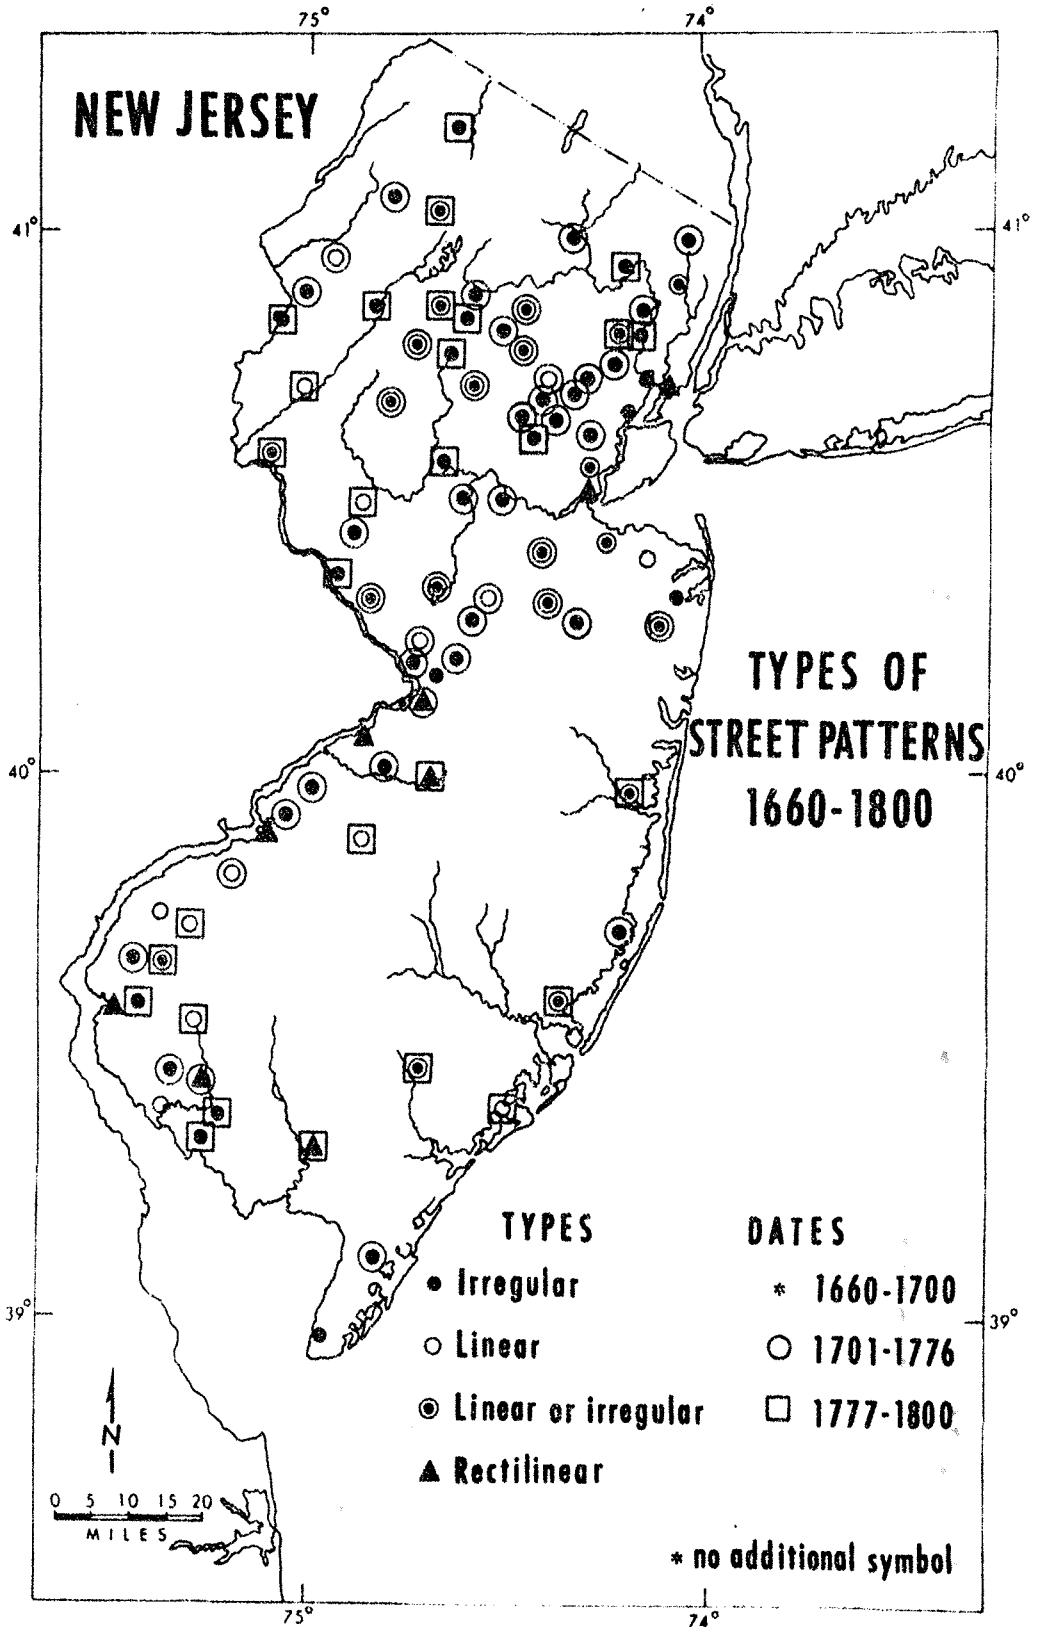 75° 74°
NEW JERSEY
41° 41°
TYPES OF
STREET PATTERNS
1660-1800
40° 40°
TYPES
Irregular
Linear
Linear or irregular
Rectilinear
DATES
* 1660-1700
1701-1776
1777-1800
39° 39°
N
0 5 10 15 20
MILES
* no additional symbol
75° 74°